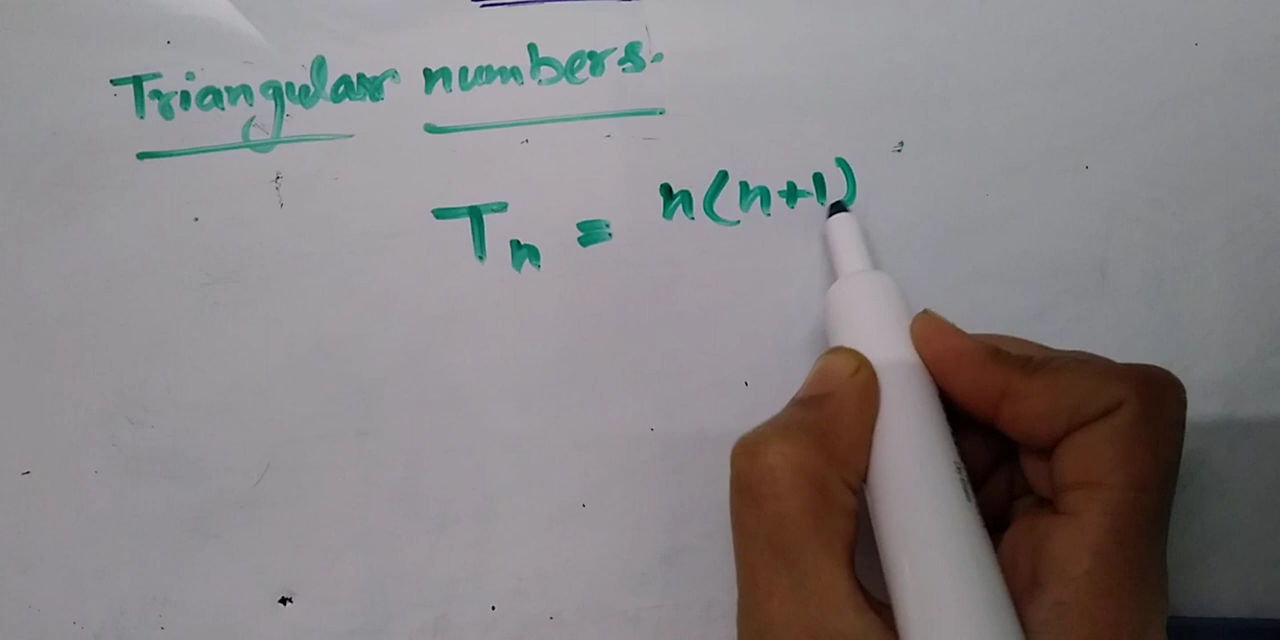 Triangular numbers.
Tn = n(n+1)